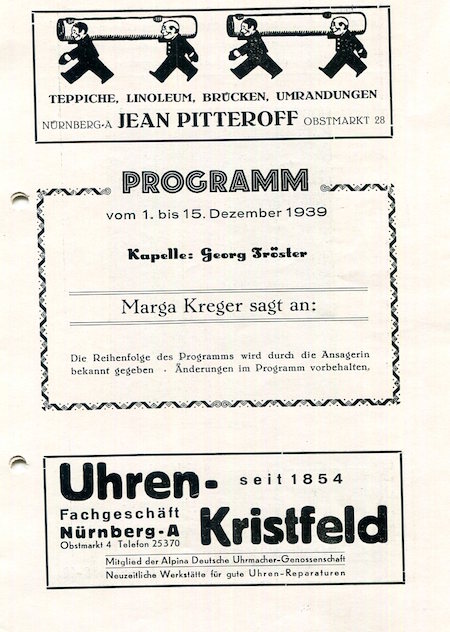 TEPPICHE, LINOLEUM, BRÜCKEN, UMRANDUNGEN
NÜRNBERG-A JEAN PITTEROFF OBSTMARKT 28
PROGRAMM
vom 1. bis 15. Dezember 1939
Kapelle: Georg Fröster
Marga Kreger sagt an:
Die Reihenfolge des Programms wird durch die Ansagerin
bekannt gegeben · Änderungen im Programm vorbehalten.
Uhren- seit 1854
Fachgeschäft
Nürnberg-A Kristfeld
Obstmarkt 4 Telefon 25370
Mitglied der Alpina Deutsche Uhrmacher-Genossenschaft
Neuzeitliche Werkstätte für gute Uhren-Reparaturen